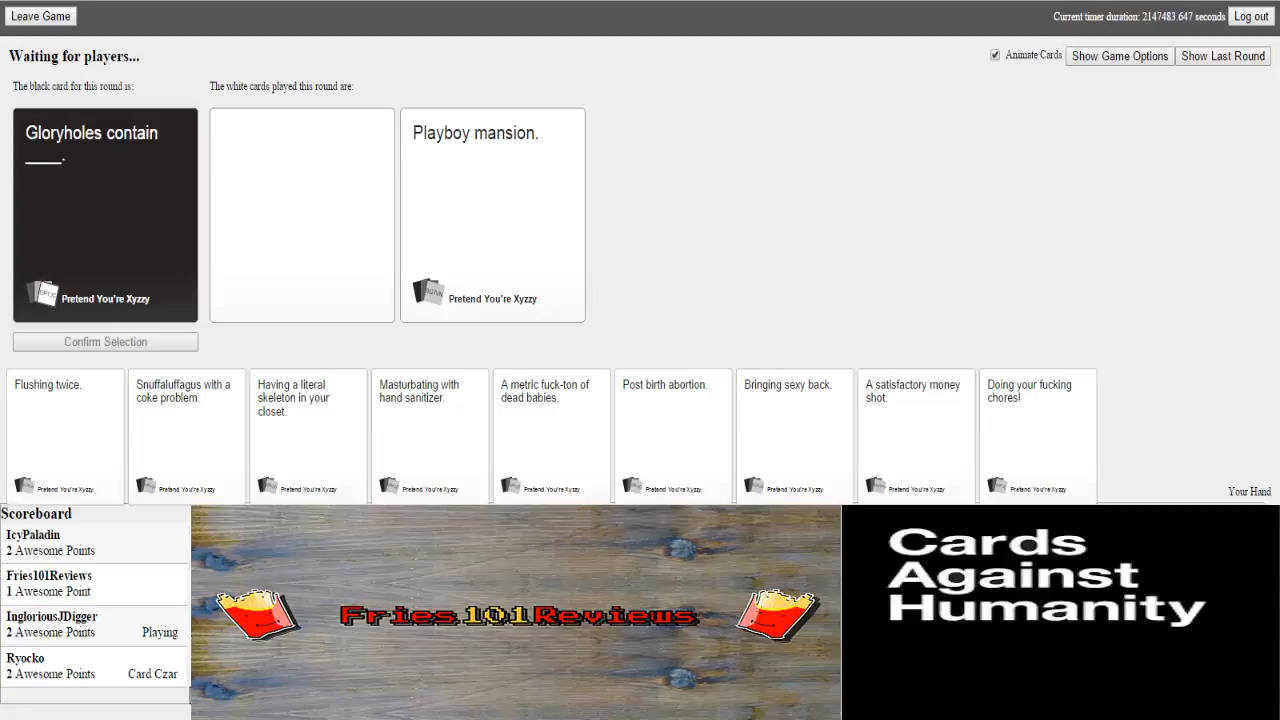 Leave Game
Current timer duration: 2147483.647 seconds
Log out
Waiting for players...
Animate Cards
Show Game Options
Show Last Round
The black card for this round is:
The white cards played this round are:
Gloryholes contain
____.
Pretend You're Xyzzy
Playboy mansion.
Pretend You're Xyzzy
Confirm Selection
Flushing twice.
Pretend You're Xyzzy
Snuffaluffagus with a
coke problem.
Pretend You're Xyzzy
Having a literal
skeleton in your
closet.
Pretend You're Xyzzy
Masturbating with
hand sanitizer.
Pretend You're Xyzzy
A metric fuck-ton of
dead babies.
Pretend You're Xyzzy
Post birth abortion.
Pretend You're Xyzzy
Bringing sexy back.
Pretend You're Xyzzy
A satisfactory money
shot.
Pretend You're Xyzzy
Doing your fucking
chores!
Pretend You're Xyzzy
Your Hand
Scoreboard
IcyPaladin
2 Awesome Points
Fries101Reviews
1 Awesome Point
IngloriousJDigger
2 Awesome Points Playing
Ryocko
2 Awesome Points Card Czar
Fries101Reviews
Cards
Against
Humanity